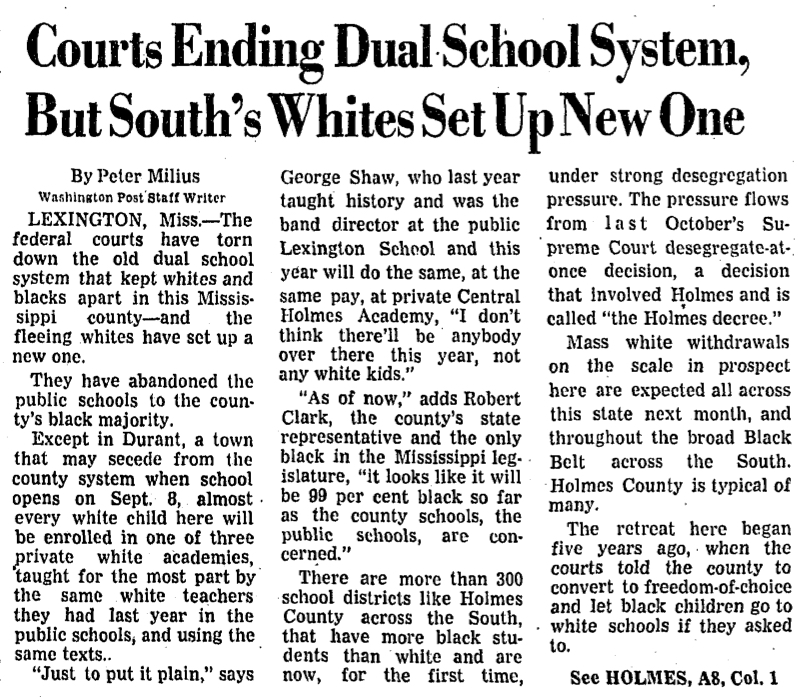 Courts Ending Dual School System,
But South's Whites Set Up New One
By Peter Milius
Washington Post Staff Writer
LEXINGTON, Miss.—The
federal courts have torn
down the old dual school
system that kept whites and
blacks apart in this Missis-
sippi county—and the
fleeing whites have set up a
new one.
They have abandoned the
public schools to the coun-
ty's black majority.
Except in Durant, a town
that may secede from the
county system when school
opens on Sept. 8, almost
every white child here will
be enrolled in one of three
private white academies,
taught for the most part by
the same white teachers
they had last year in the
public schools, and using the
same texts..
"Just to put it plain," says
George Shaw, who last year
taught history and was the
band director at the public
Lexington School and this
year will do the same, at the
same pay, at private Central
Holmes Academy, "I don't
think there'll be anybody
over there this year, not
any white kids."
"As of now," adds Robert
Clark, the county's state
representative and the only
black in the Mississippi leg-
islature, "it looks like it will
be 99 per cent black so far
as the county schools, the
public schools, are con-
cerned."
There are more than 300
school districts like Holmes
County across the South,
that have more black stu-
dents than white and are
now, for the first time,
under strong desegregation
pressure. The pressure flows
from last October's Su-
preme Court desegregate-at-
once decision, a decision
that involved Holmes and is
called "the Holmes decree."
Mass white withdrawals
on the scale in prospect
here are expected all across
this state next month, and
throughout the broad Black
Belt across the South.
Holmes County is typical of
many.
The retreat here began
five years ago, when the
courts told the county to
convert to freedom-of-choice
and let black children go to
white schools if they asked
to.
See HOLMES, A8, Col. 1